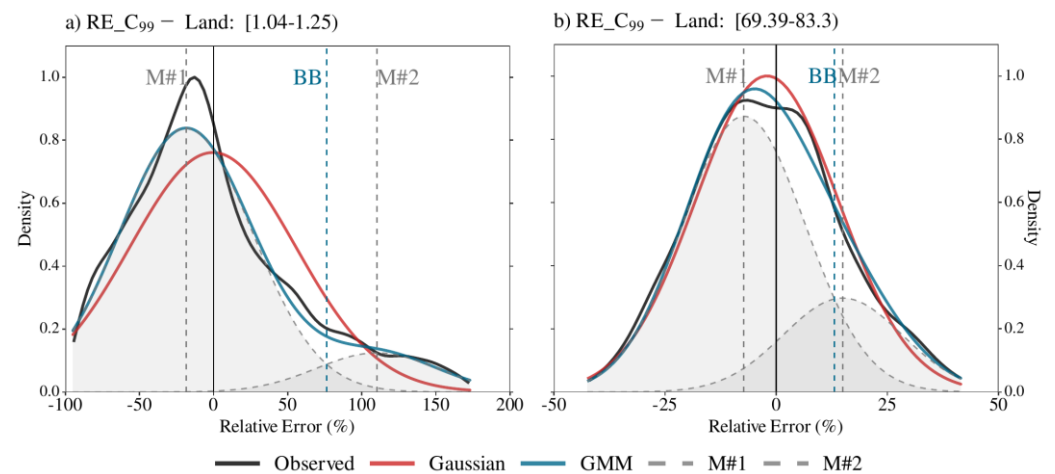 a) RE_C₉₉ − Land: [1.04-1.25)
b) RE_C₉₉ − Land: [69.39-83.3)
M#1 BB M#2
M#1 BB M#2
Density
1.0
0.8
0.6
0.4
0.2
0.0
-100 0 50 100 150 200
Relative Error (%)
-50 -25 0 25 50
Relative Error (%)
1.0
0.8
0.6
0.4
0.2
0.0
Density
Observed Gaussian GMM M#1 M#2